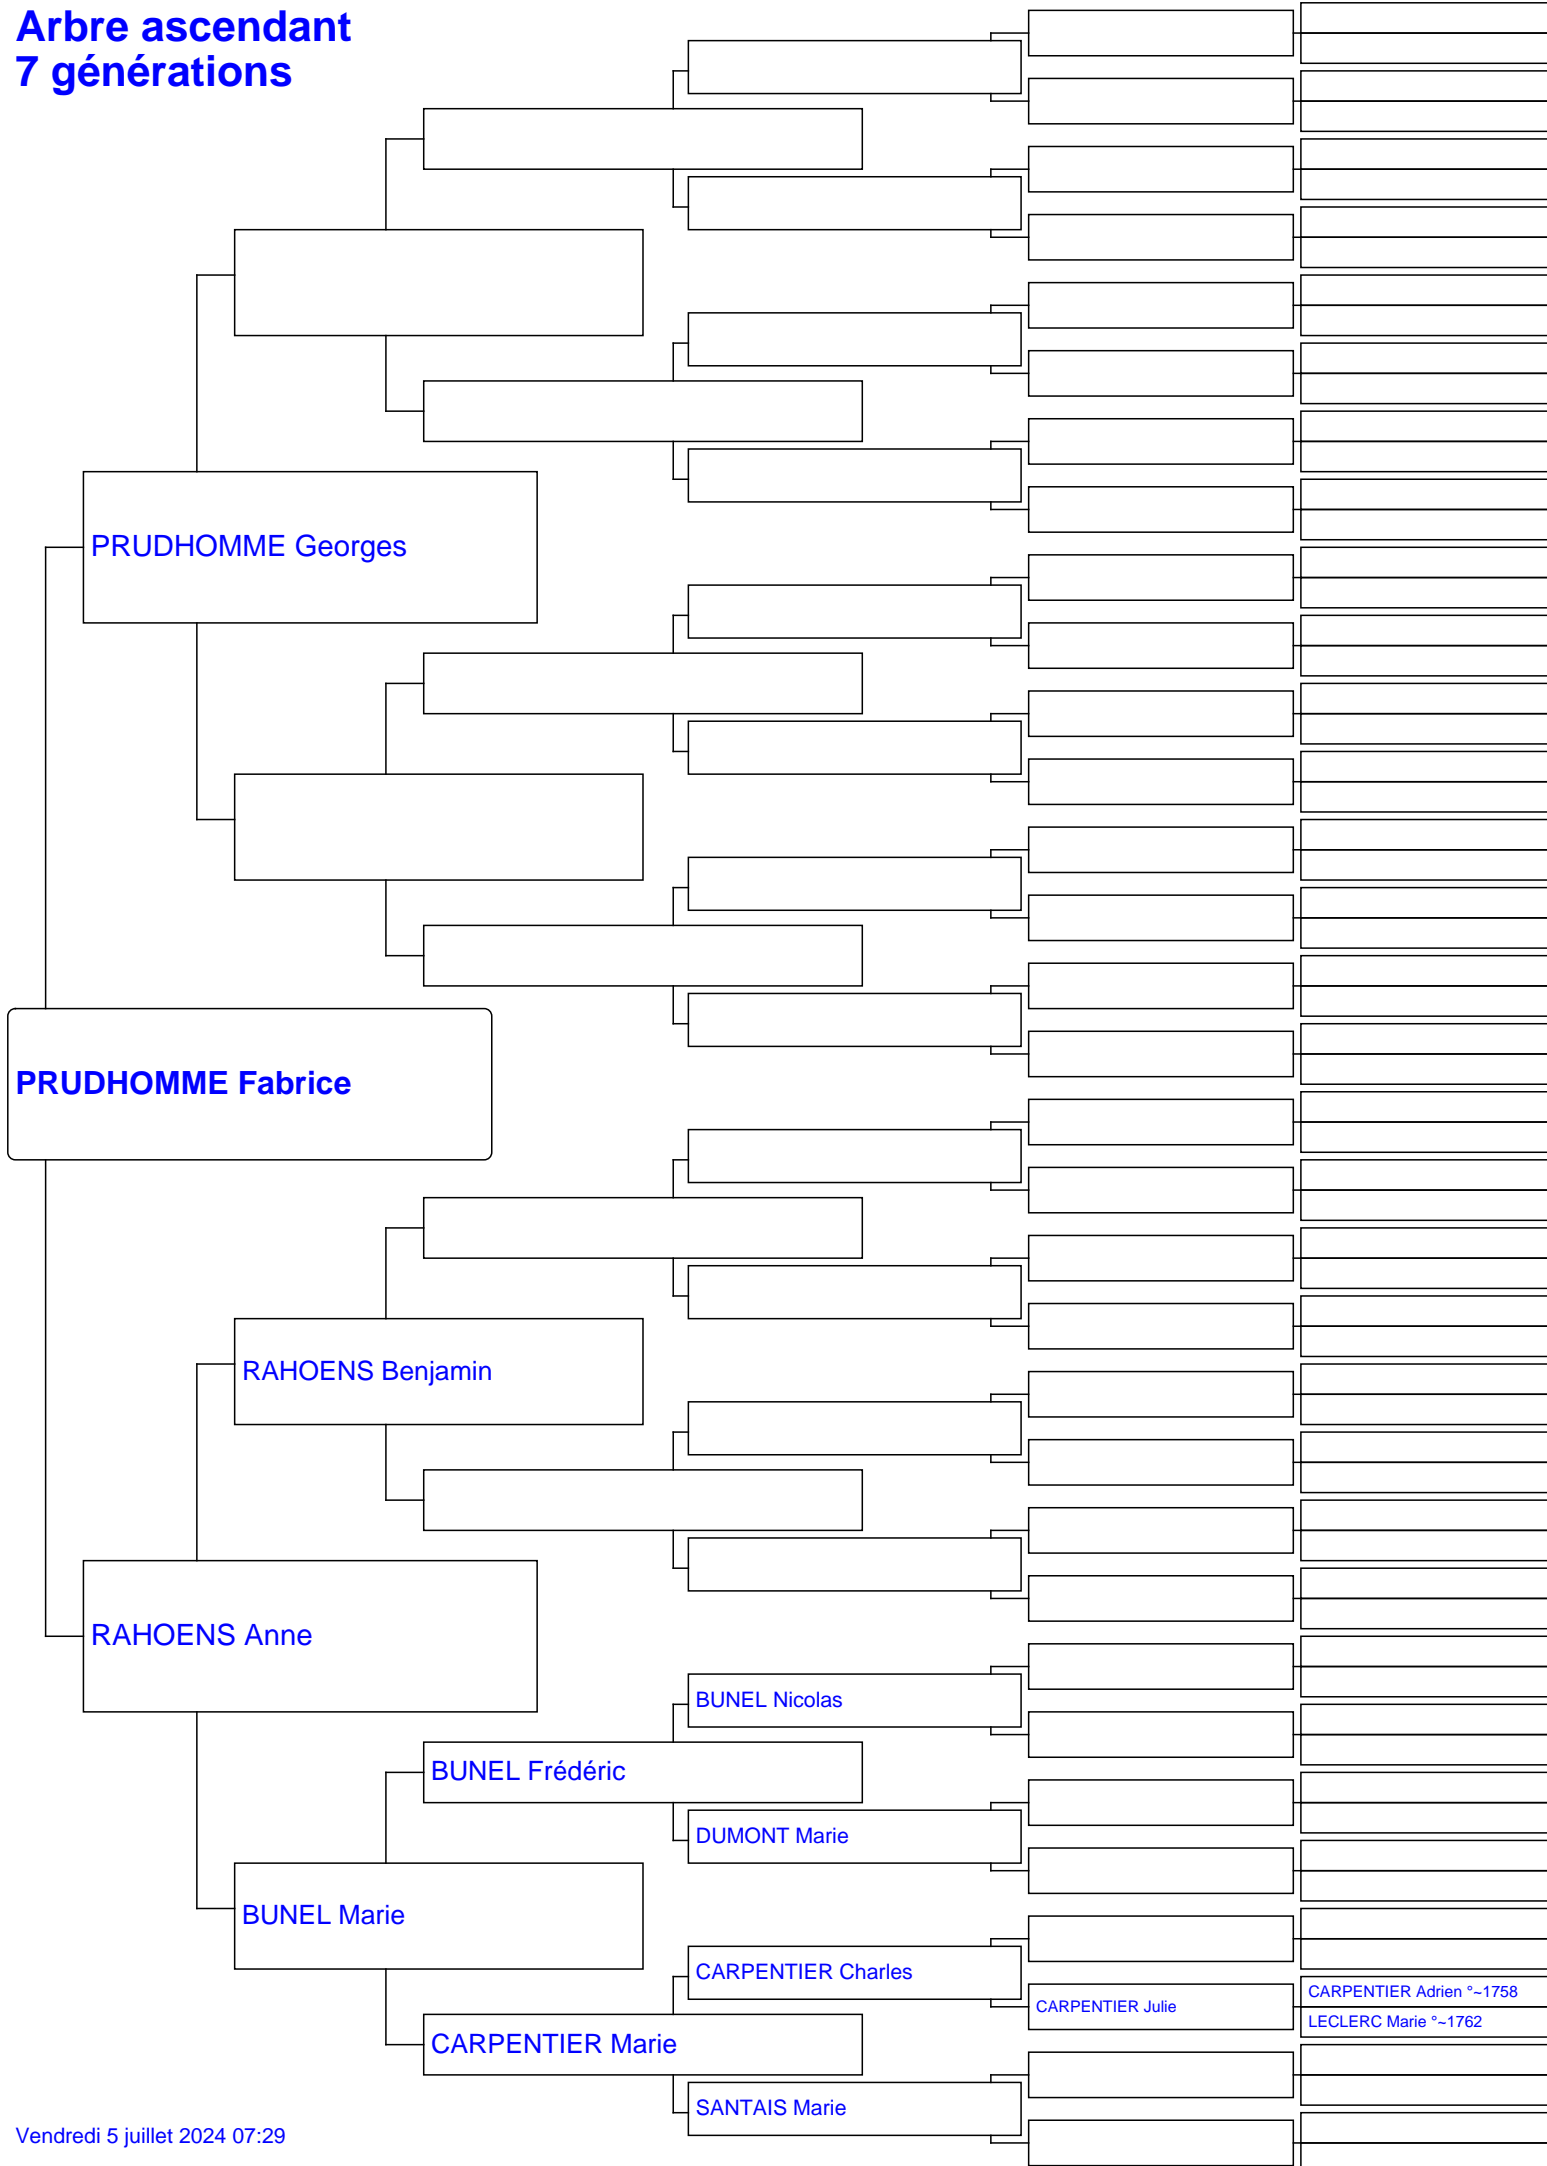 Arbre ascendant
7 générations
PRUDHOMME Georges
PRUDHOMME Fabrice
RAHOENS Benjamin
RAHOENS Anne
BUNEL Nicolas
BUNEL Frédéric
DUMONT Marie
BUNEL Marie
CARPENTIER Charles
CARPENTIER Adrien °~1758
CARPENTIER Julie
LECLERC Marie °~1762
CARPENTIER Marie
SANTAIS Marie
Vendredi 5 juillet 2024 07:29